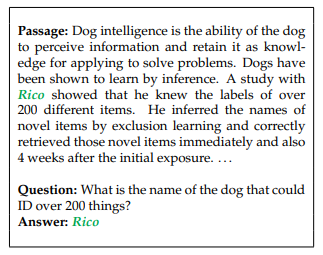 Passage: Dog intelligence is the ability of the dog
to perceive information and retain it as knowl-
edge for applying to solve problems. Dogs have
been shown to learn by inference. A study with
Rico showed that he knew the labels of over
200 different items. He inferred the names of
novel items by exclusion learning and correctly
retrieved those novel items immediately and also
4 weeks after the initial exposure. ...
Question: What is the name of the dog that could
ID over 200 things?
Answer: Rico